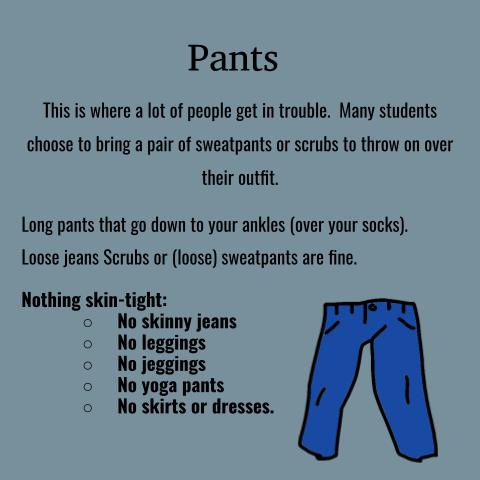 Pants
This is where a lot of people get in trouble.  Many students
choose to bring a pair of sweatpants or scrubs to throw on over
their outfit.
Long pants that go down to your ankles (over your socks).
Loose jeans Scrubs or (loose) sweatpants are fine.
Nothing skin-tight:
○ No skinny jeans
○ No leggings
○ No jeggings
○ No yoga pants
○ No skirts or dresses.